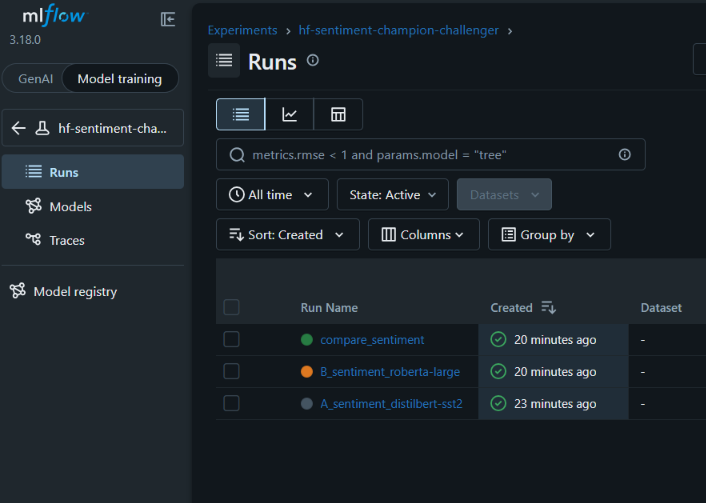 mlflow™
3.18.0
GenAI Model training
hf-sentiment-cha...
Runs
Models
Traces
Model registry
Experiments > hf-sentiment-champion-challenger >
Runs
metrics.rmse < 1 and params.model = "tree"
All time State: Active Datasets
Sort: Created Columns Group by
Run Name Created Dataset
compare_sentiment 20 minutes ago -
B_sentiment_roberta-large 20 minutes ago -
A_sentiment_distilbert-sst2 23 minutes ago -